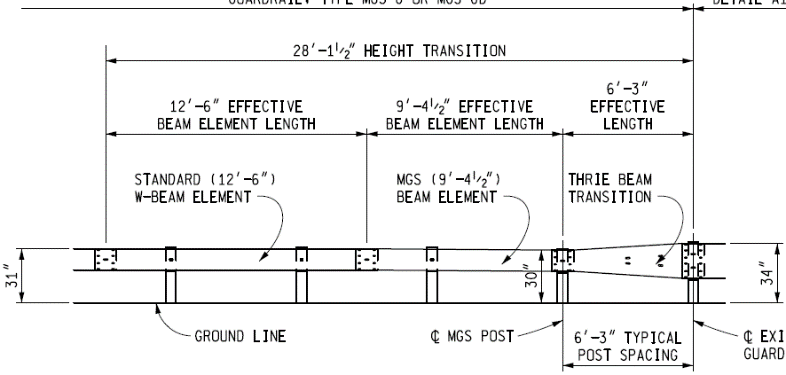 28'-1½" HEIGHT TRANSITION
12'-6" EFFECTIVE
BEAM ELEMENT LENGTH
9'-4½" EFFECTIVE
BEAM ELEMENT LENGTH
6'-3"
EFFECTIVE
LENGTH
STANDARD (12'-6")
W-BEAM ELEMENT
MGS (9'-4½")
BEAM ELEMENT
THRIE BEAM
TRANSITION
31"
30"
34"
GROUND LINE
℄ MGS POST
6'-3" TYPICAL
POST SPACING
℄ EXI
GUARD